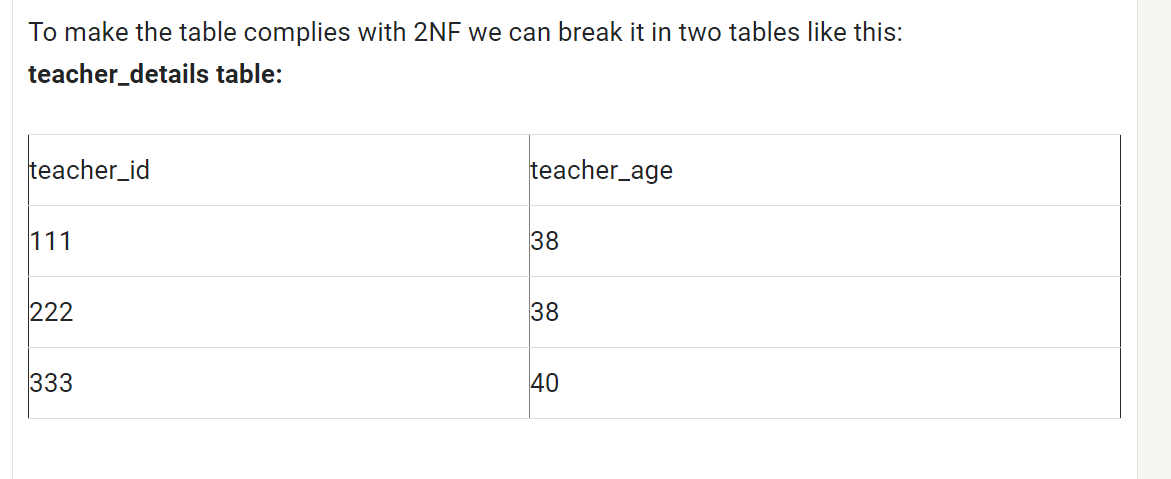 To make the table complies with 2NF we can break it in two tables like this:
teacher_details table:
teacher_id teacher_age
111 38
222 38
333 40